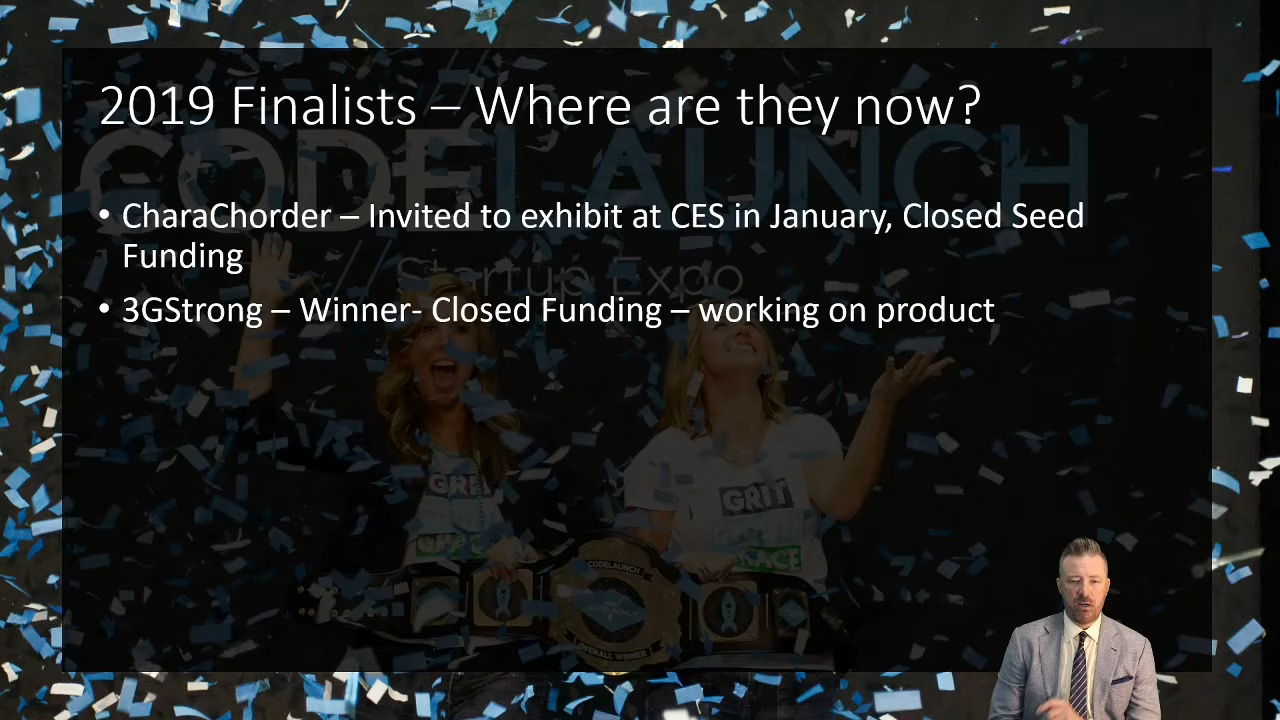 2019 Finalists – Where are they now?
CODELAUNCH
• CharaChorder – Invited to exhibit at CES in January, Closed Seed
Funding
// Startup Expo
• 3GStrong – Winner- Closed Funding – working on product
GRIT
GRIT
GRACE
CODELAUNCH
OVERALL WINNER